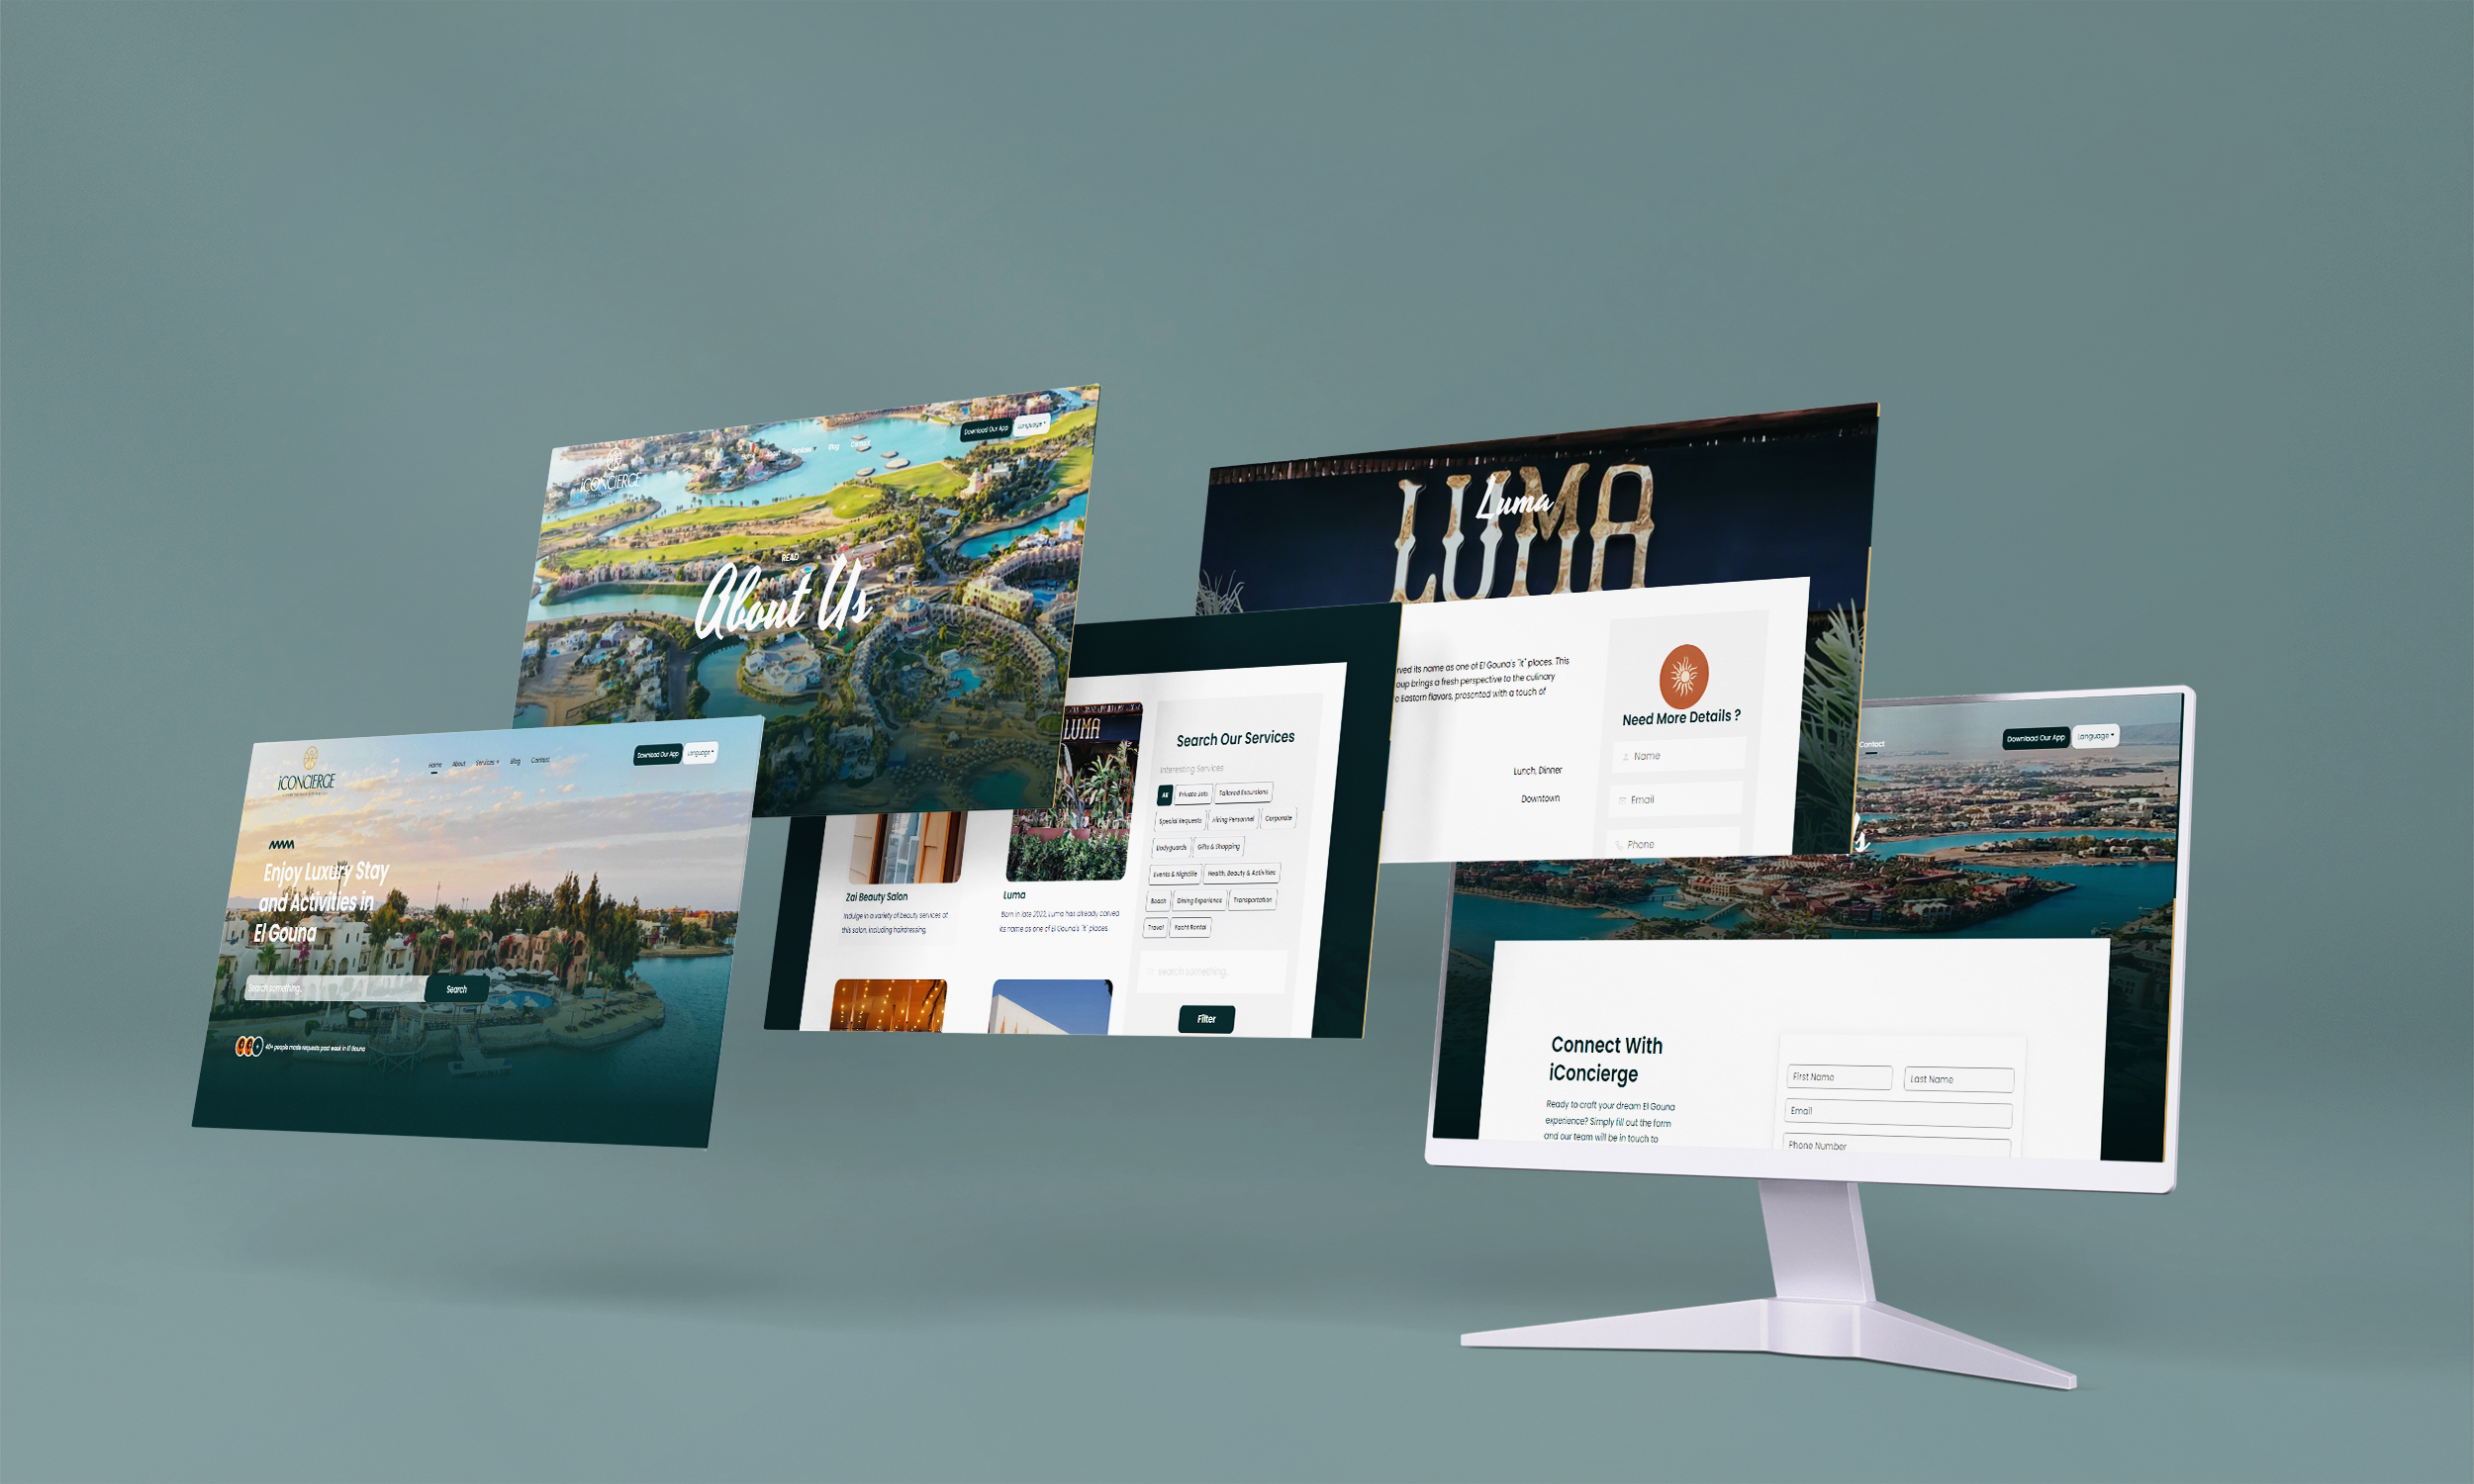 iCONCIERGE
Home About Services Blog Contact
Download Our App
Language
Enjoy Luxury Stay
and Activities in
El Gouna
Search something..
Search
40+ people made requests past week in El Gouna
iCONCIERGE
Home About Services Blog Contact
Download Our App
Language
READ
About Us
LUMA
Zai Beauty Salon
Indulge in a variety of beauty services at
this salon, including hairdressing,
Luma
Born in late 2022, Luma has already carved
its name as one of El Gouna's "it" places.
Search Our Services
Interesting Services
All Private Jets Tailored Excursions
Special Requests Hiring Personnel Corporate
Bodyguards Gifts & Shopping
Events & Nightlife Health, Beauty & Activities
Beach Dining Experience Transportation
Travel Yacht Rental
Search something..
Filter
LUMA
Luma
rved its name as one of El Gouna's "it" places. This
oup brings a fresh perspective to the culinary
e Eastern flavors, presented with a touch of
Lunch, Dinner
Downtown
Need More Details ?
Name
Email
Phone
Contact
Download Our App
Language
s
Connect With
iConcierge
Ready to craft your dream El Gouna
experience? Simply fill out the form
and our team will be in touch to
First Name
Last Name
Email
Phone Number